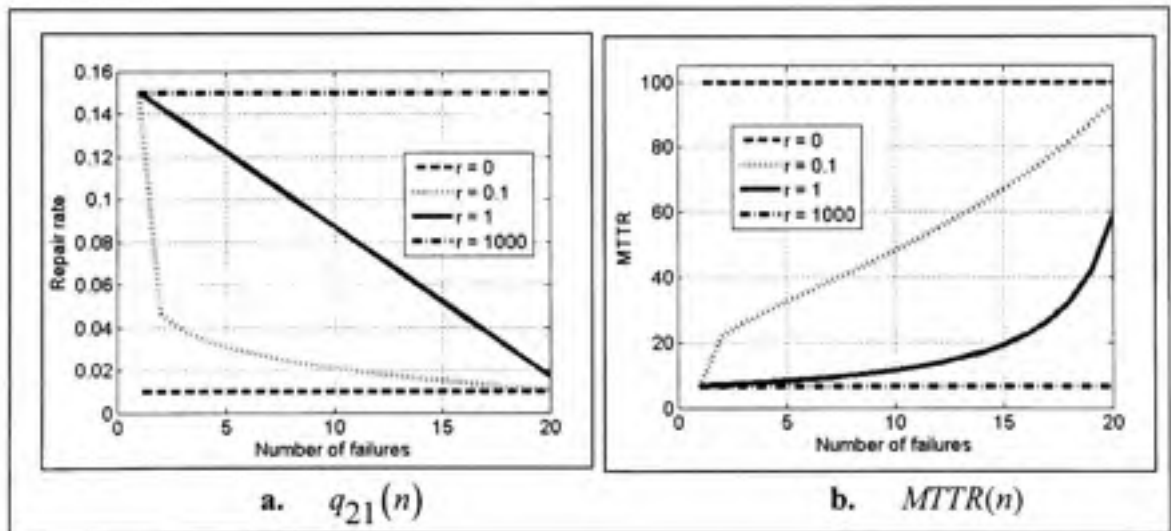 0.16
0.14
0.12
0.1
0.08
0.06
0.04
0.02
0
Repair rate
r = 0
r = 0.1
r = 1
r = 1000
0 5 10 15 20
Number of failures
a. q21(n)
100
80
60
40
20
0
MTTR
r = 0
r = 0.1
r = 1
r = 1000
0 5 10 15 20
Number of failures
b. MTTR(n)